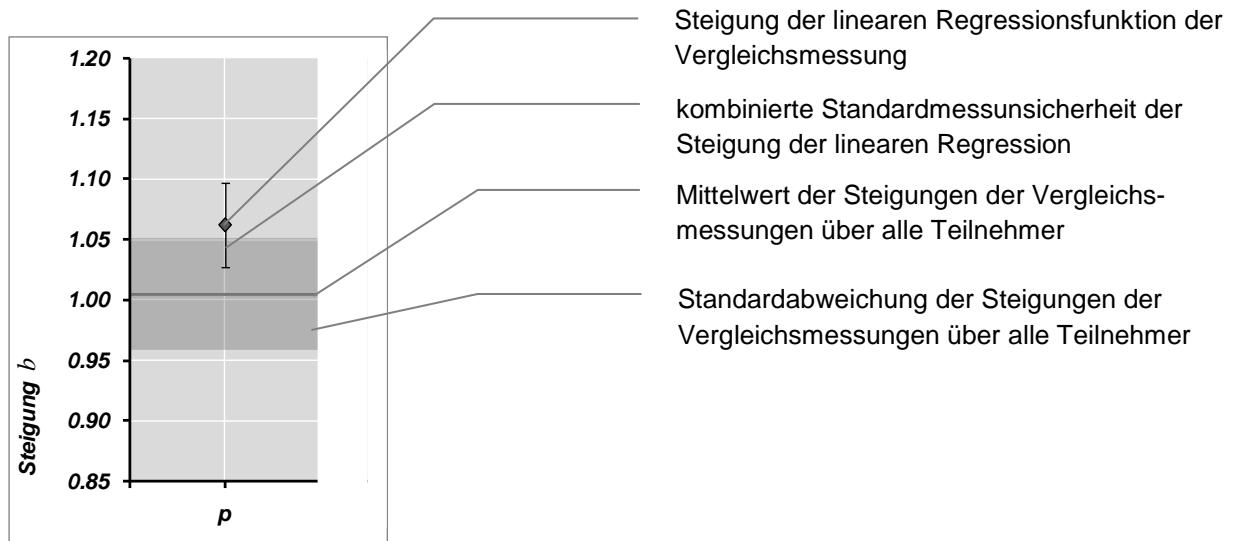 Steigung der linearen Regressionsfunktion der
Vergleichsmessung
kombinierte Standardmessunsicherheit der
Steigung der linearen Regression
Mittelwert der Steigungen der Vergleichs-
messungen über alle Teilnehmer
Standardabweichung der Steigungen der
Vergleichsmessungen über alle Teilnehmer
1.20
1.15
1.10
1.05
1.00
0.95
0.90
0.85
Steigung b
p